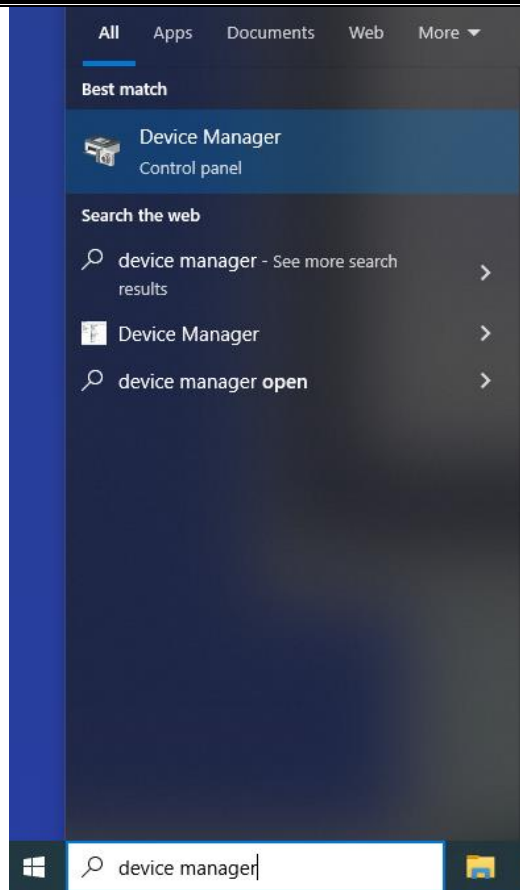 All Apps Documents Web More
Best match
Device Manager
Control panel
Search the web
device manager - See more search
results
Device Manager
device manager open
device manager